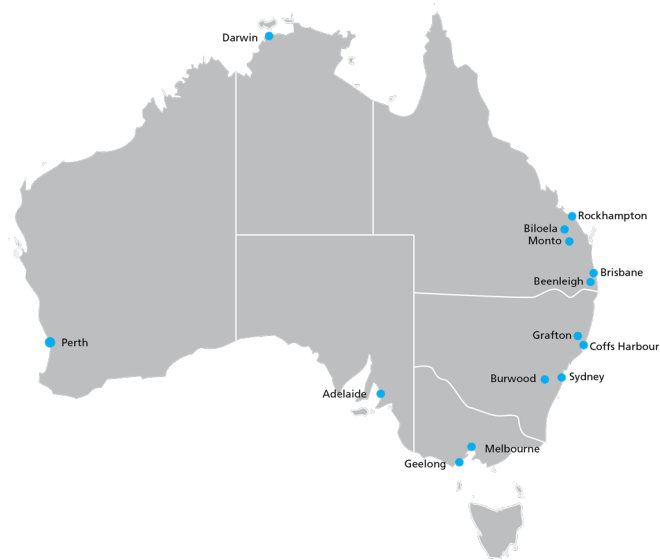 Darwin
Rockhampton
Biloela
Monto
Brisbane
Beenleigh
Grafton
Perth
Coffs Harbour
Burwood
Sydney
Adelaide
Melbourne
Geelong